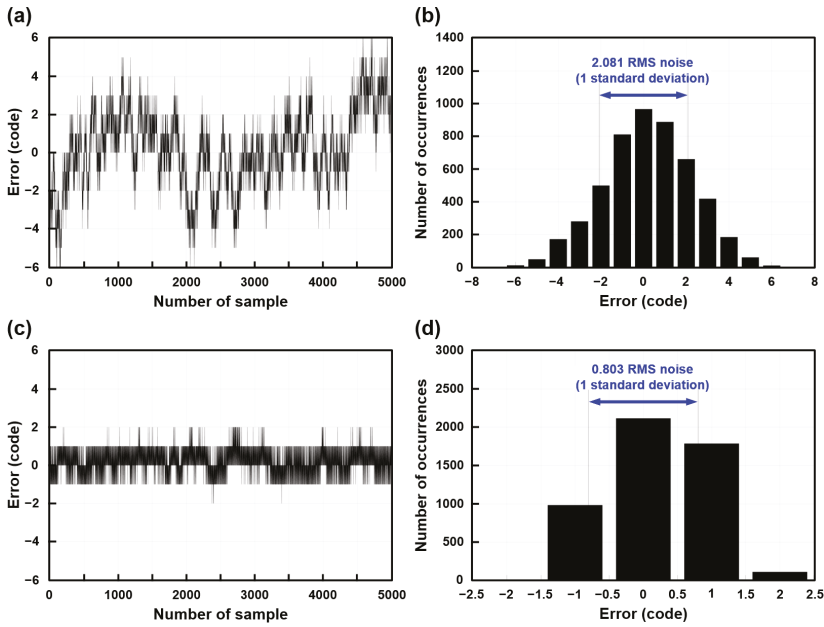 (a)
6
4
2
0
−2
−4
−6
Error (code)
0 1000 2000 3000 4000 5000
Number of sample
(b)
1400
1200
1000
800
600
400
200
0
Number of occurrences
2.081 RMS noise
(1 standard deviation)
−8 −6 −4 −2 0 2 4 6 8
Error (code)
(c)
6
4
2
0
−2
−4
−6
Error (code)
0 1000 2000 3000 4000 5000
Number of sample
(d)
3000
2500
2000
1500
1000
500
0
Number of occurrences
0.803 RMS noise
(1 standard deviation)
−2.5 −2 −1.5 −1 −0.5 0 0.5 1 1.5 2 2.5
Error (code)